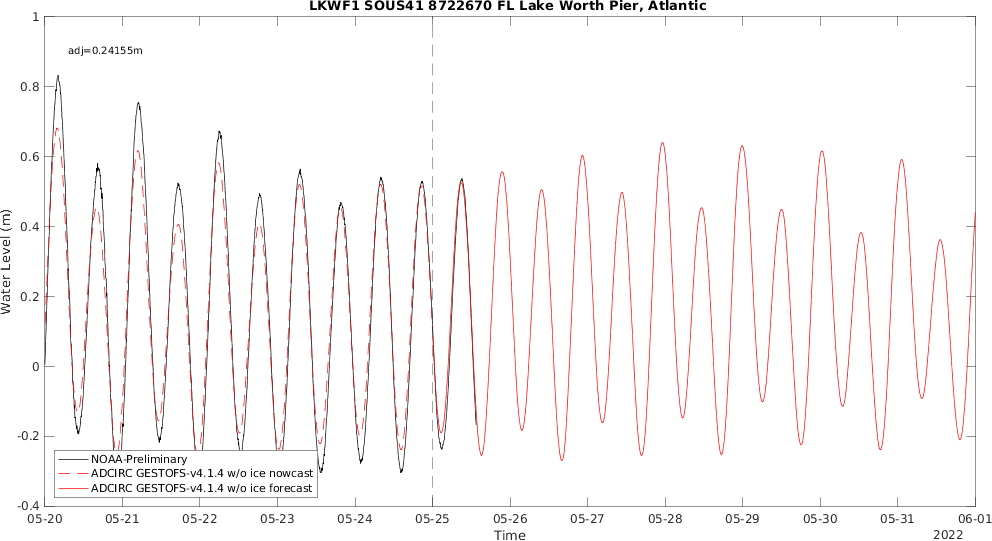 LKWF1 SOUS41 8722670 FL Lake Worth Pier, Atlantic
1
adj=0.24155m
0.8
0.6
0.4
0.2
0
-0.2
-0.4
Water Level (m)
NOAA-Preliminary
ADCIRC GESTOFS-v4.1.4 w/o ice nowcast
ADCIRC GESTOFS-v4.1.4 w/o ice forecast
05-20 05-21 05-22 05-23 05-24 05-25 05-26 05-27 05-28 05-29 05-30 05-31 06-01
Time
2022